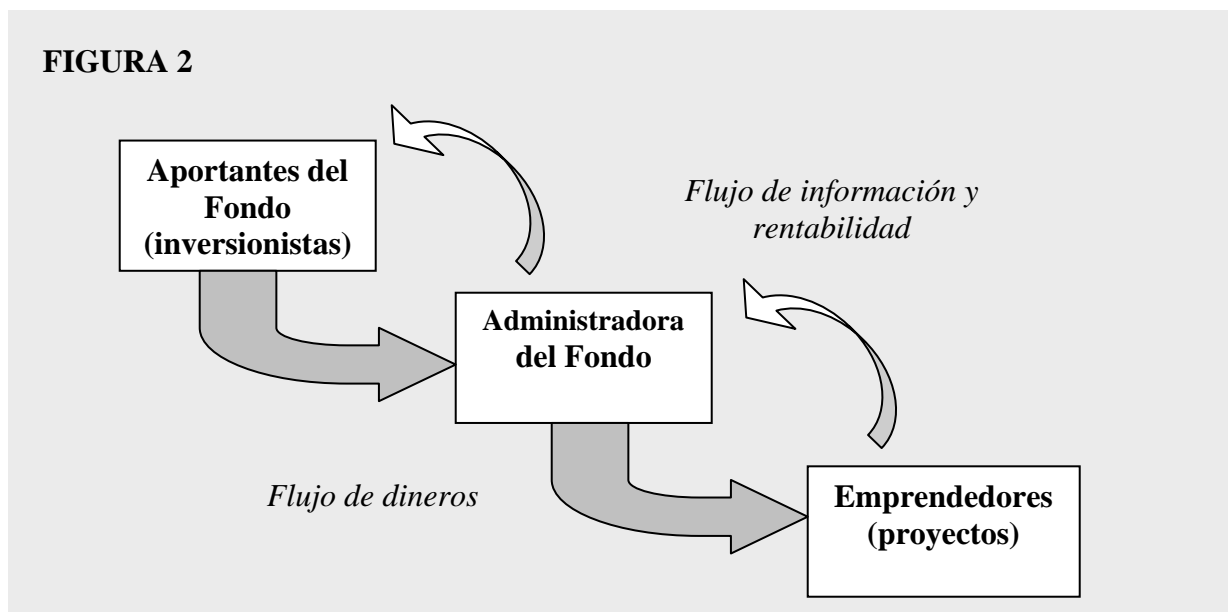 FIGURA 2
Aportantes del
Fondo
(inversionistas)
Flujo de información y
rentabilidad
Administradora
del Fondo
Flujo de dineros
Emprendedores
(proyectos)